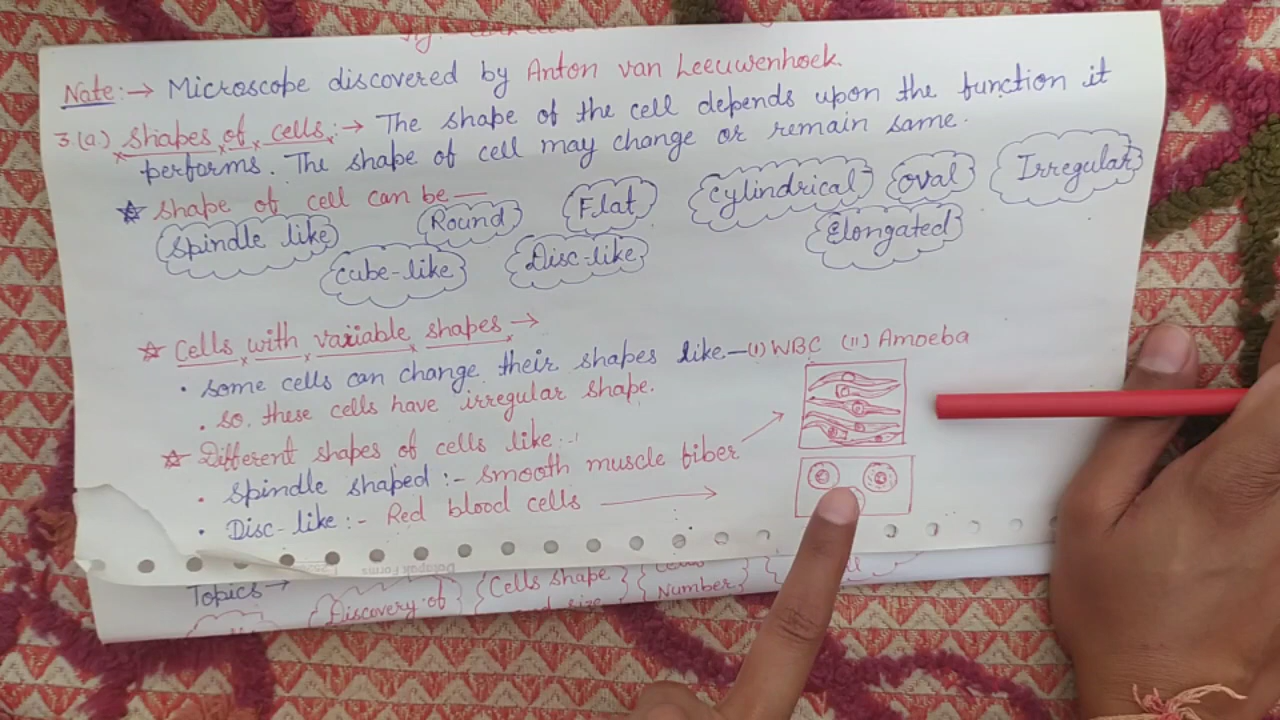 Note:→ Microscope discovered by Anton van Leeuwenhoek.
3.(a.) Shapes of cells:→ The shape of the cell depends upon the function it
performs. The shape of cell may change or remain same.
☆ Shape of cell can be—
Spindle like Round Flat Cylindrical Oval Irregular
Cube-like Disc-like Elongated
☆ Cells with variable shapes →
• Some cells can change their shapes like—(i) WBC (ii) Amoeba
• So, these cells have irregular shape.
☆ Different shapes of cells like...
• Spindle shaped :- Smooth muscle fiber
• Disc-like :- Red blood cells
Datapak Forms
Topics →
Discovery of Cells shape Number
size